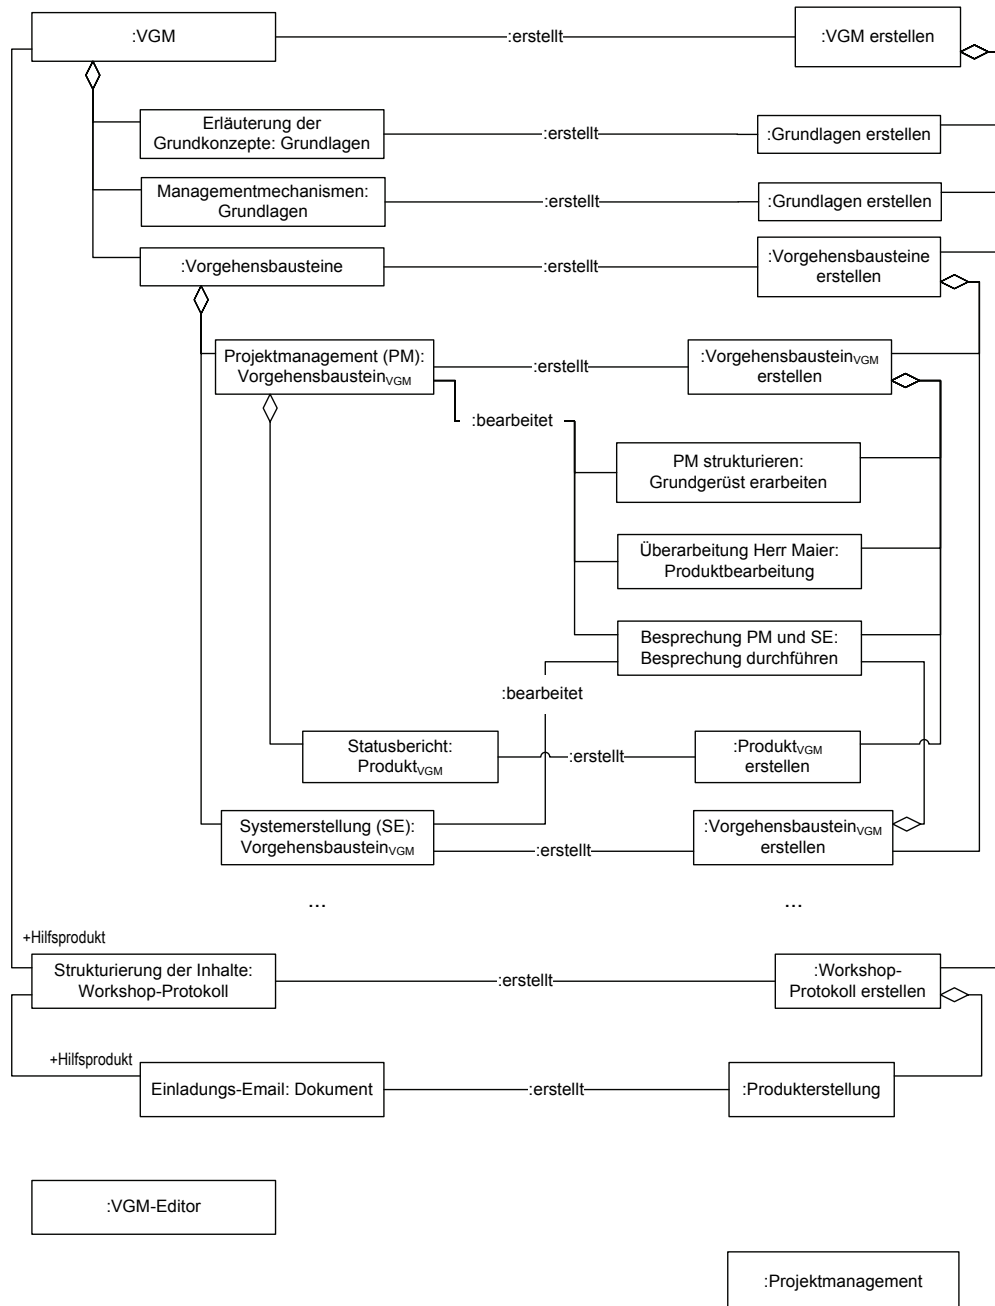 :VGM
:erstellt
:VGM erstellen
Erläuterung der
Grundkonzepte: Grundlagen
:erstellt
:Grundlagen erstellen
Managementmechanismen:
Grundlagen
:erstellt
:Grundlagen erstellen
:Vorgehensbausteine
:erstellt
:Vorgehensbausteine
erstellen
Projektmanagement (PM):
VorgehensbausteinVGM
:erstellt
:VorgehensbausteinVGM
erstellen
:bearbeitet
PM strukturieren:
Grundgerüst erarbeiten
Überarbeitung Herr Maier:
Produktbearbeitung
Besprechung PM und SE:
Besprechung durchführen
:bearbeitet
Statusbericht:
ProduktVGM
:erstellt
:ProduktVGM
erstellen
Systemerstellung (SE):
VorgehensbausteinVGM
:erstellt
:VorgehensbausteinVGM
erstellen
...
...
+Hilfsprodukt
Strukturierung der Inhalte:
Workshop-Protokoll
:erstellt
:Workshop-
Protokoll erstellen
+Hilfsprodukt
Einladungs-Email: Dokument
:erstellt
:Produkterstellung
:VGM-Editor
:Projektmanagement